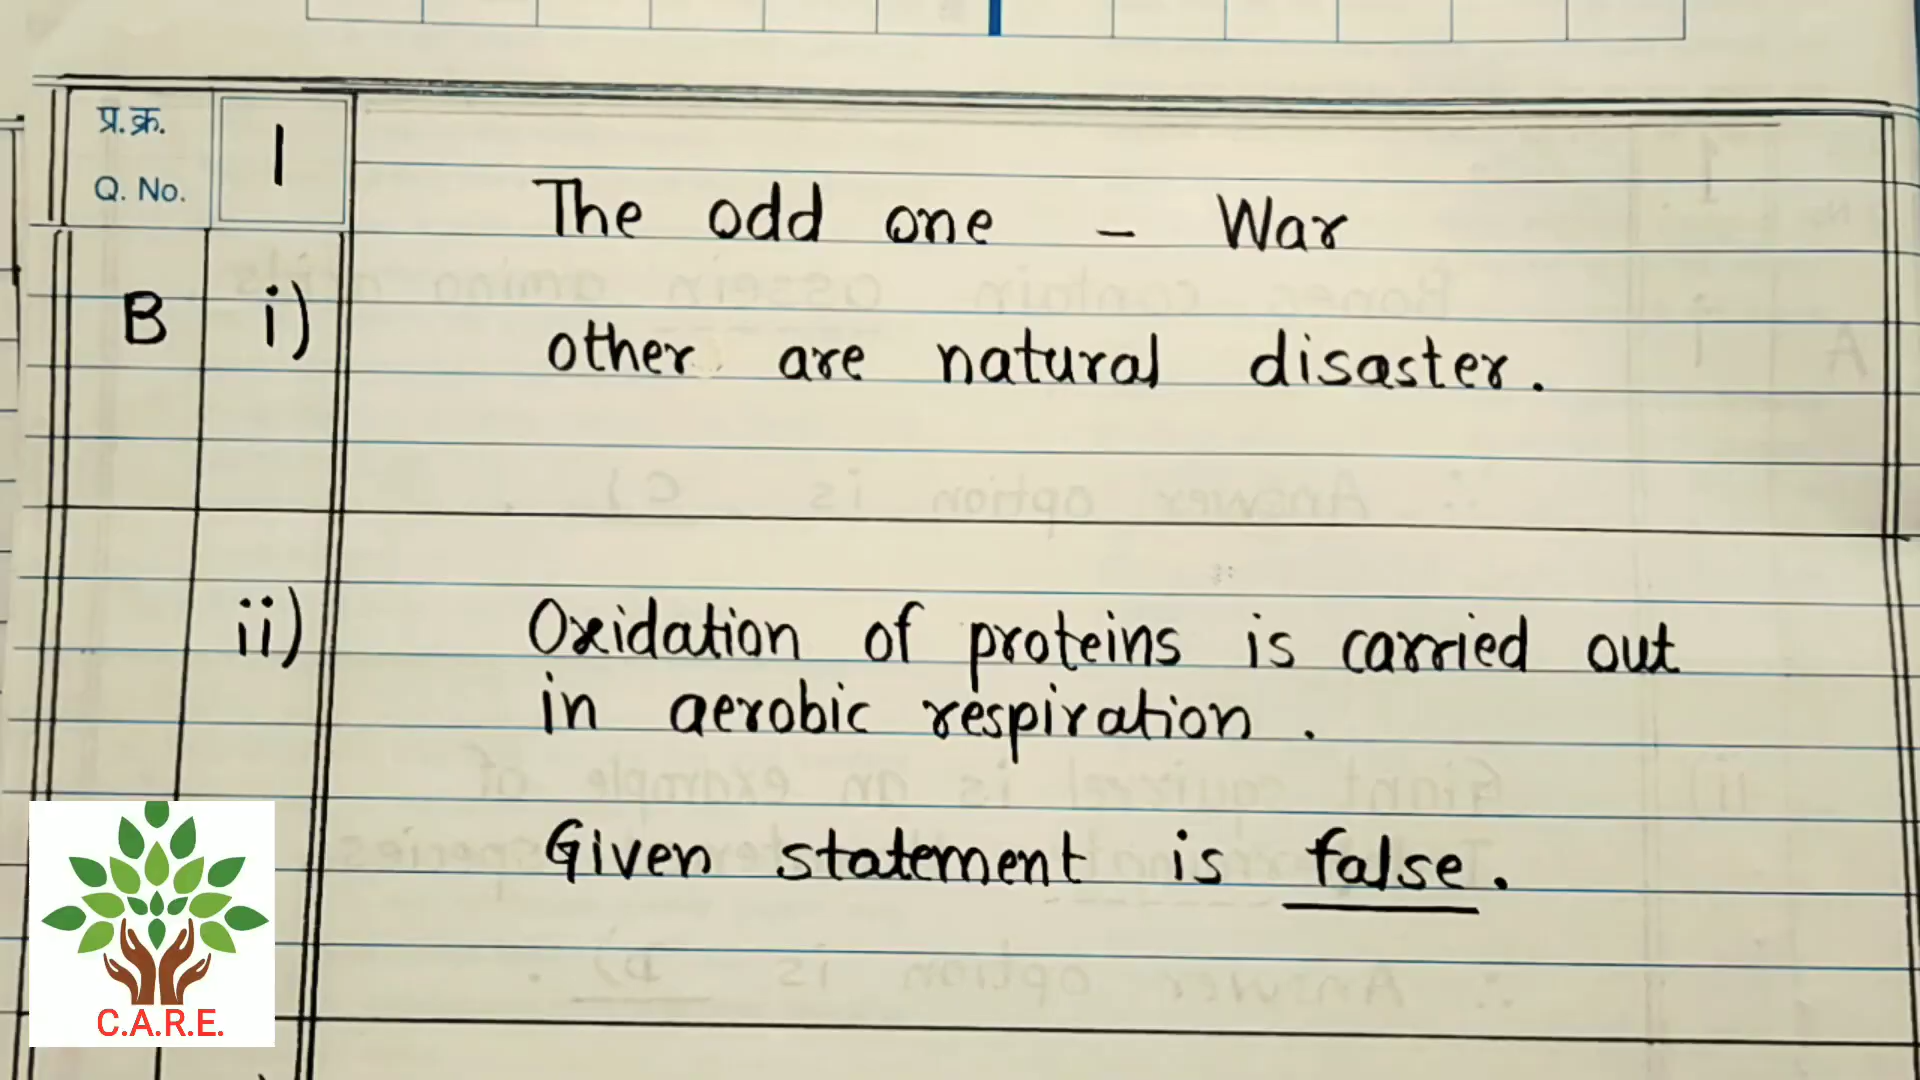 प्र.क्र.
Q. No.
1
The odd one - War
B i)
other are natural disaster.
ii)
Oxidation of proteins is carried out
in aerobic respiration.
Given statement is false.
C.A.R.E.